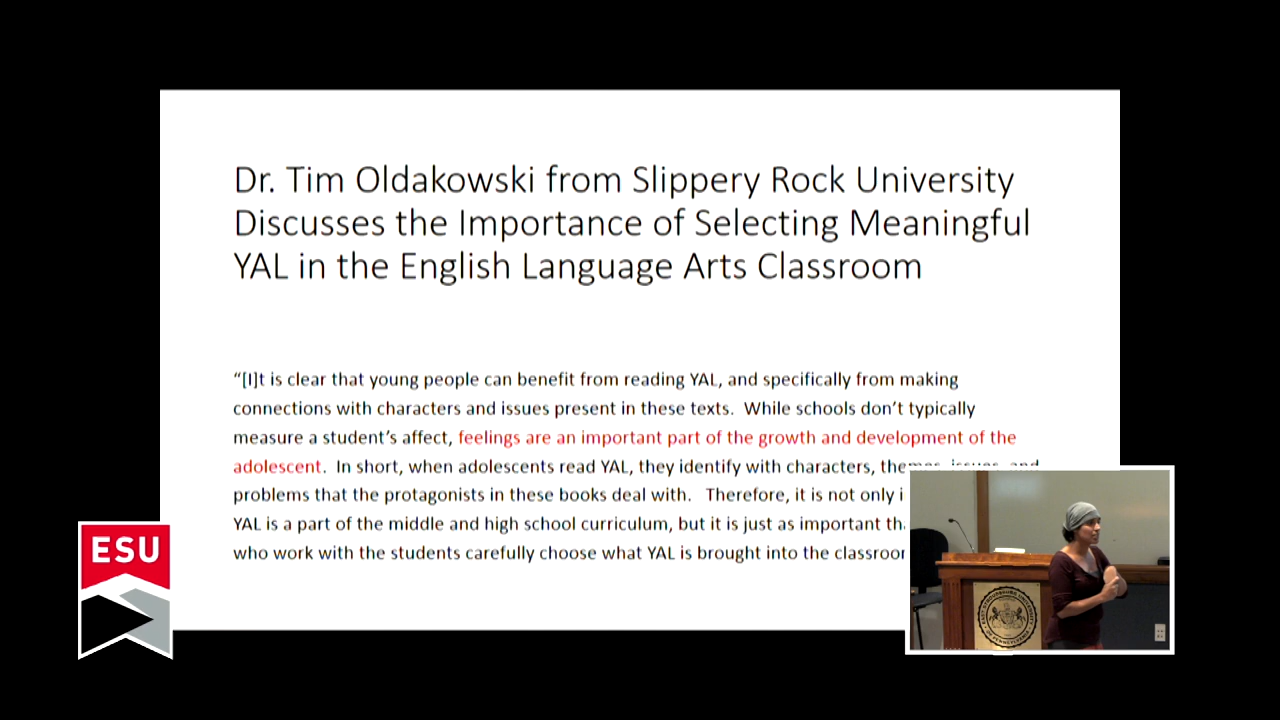 Dr. Tim Oldakowski from Slippery Rock University
Discusses the Importance of Selecting Meaningful
YAL in the English Language Arts Classroom
“[I]t is clear that young people can benefit from reading YAL, and specifically from making
connections with characters and issues present in these texts.  While schools don’t typically
measure a student’s affect, feelings are an important part of the growth and development of the
adolescent.  In short, when adolescents read YAL, they identify with characters,
problems that the protagonists in these books deal with.   Therefore, it is not only
YAL is a part of the middle and high school curriculum, but it is just as important
who work with the students carefully choose what YAL is brought into the
ESU
EAST STROUDSBURG UNIVERSITY
OF PENNSYLVANIA